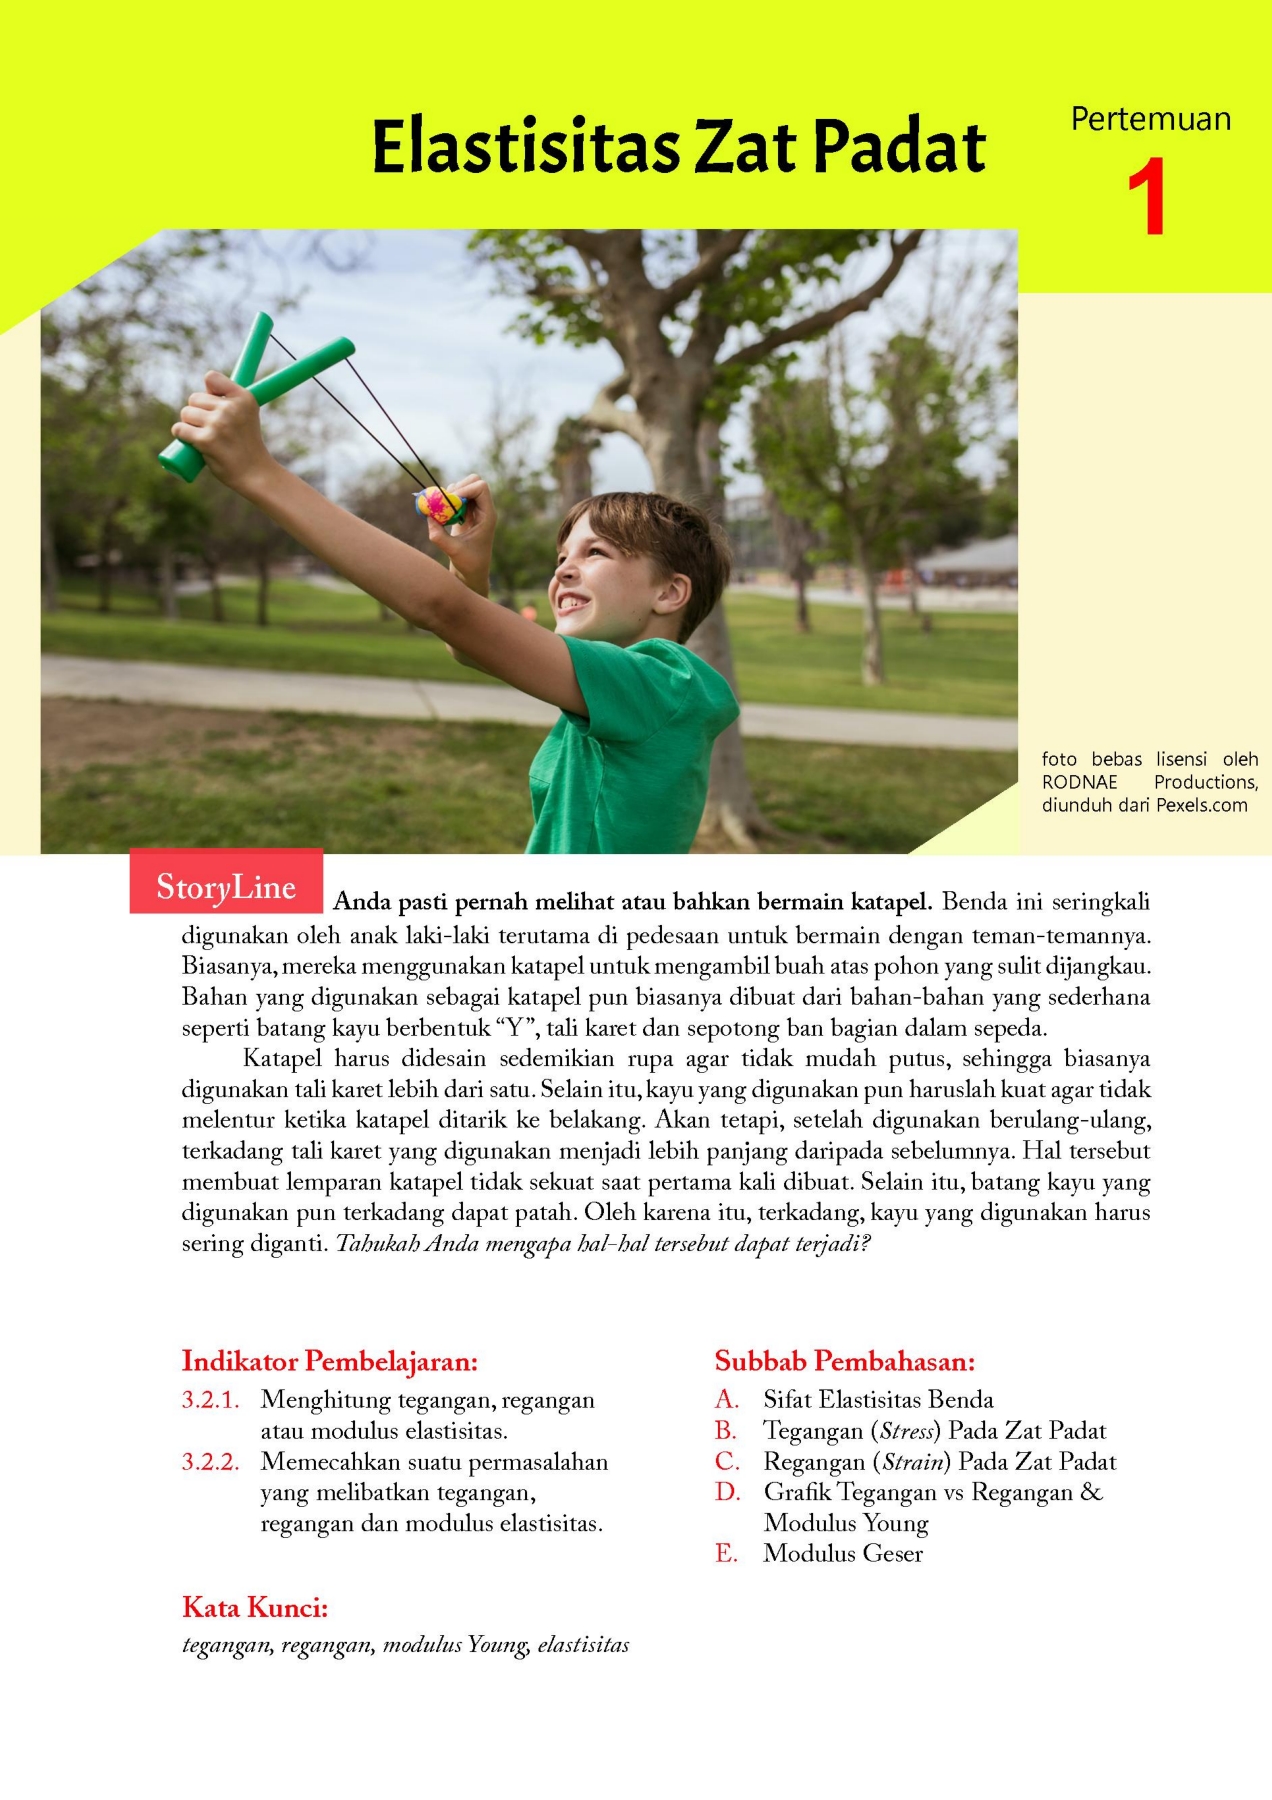 Elastisitas Zat Padat
Pertemuan
1
foto bebas lisensi oleh
RODNAE Productions,
diunduh dari Pexels.com
StoryLine
Anda pasti pernah melihat atau bahkan bermain katapel. Benda ini seringkali
digunakan oleh anak laki-laki terutama di pedesaan untuk bermain dengan teman-temannya.
Biasanya, mereka menggunakan katapel untuk mengambil buah atas pohon yang sulit dijangkau.
Bahan yang digunakan sebagai katapel pun biasanya dibuat dari bahan-bahan yang sederhana
seperti batang kayu berbentuk “Y”, tali karet dan sepotong ban bagian dalam sepeda.
Katapel harus didesain sedemikian rupa agar tidak mudah putus, sehingga biasanya
digunakan tali karet lebih dari satu. Selain itu, kayu yang digunakan pun haruslah kuat agar tidak
melentur ketika katapel ditarik ke belakang. Akan tetapi, setelah digunakan berulang-ulang,
terkadang tali karet yang digunakan menjadi lebih panjang daripada sebelumnya. Hal tersebut
membuat lemparan katapel tidak sekuat saat pertama kali dibuat. Selain itu, batang kayu yang
digunakan pun terkadang dapat patah. Oleh karena itu, terkadang, kayu yang digunakan harus
sering diganti. Tahukah Anda mengapa hal-hal tersebut dapat terjadi?
Indikator Pembelajaran:
3.2.1. Menghitung tegangan, regangan
atau modulus elastisitas.
3.2.2. Memecahkan suatu permasalahan
yang melibatkan tegangan,
regangan dan modulus elastisitas.
Kata Kunci:
tegangan, regangan, modulus Young, elastisitas
Subbab Pembahasan:
A. Sifat Elastisitas Benda
B. Tegangan (Stress) Pada Zat Padat
C. Regangan (Strain) Pada Zat Padat
D. Grafik Tegangan vs Regangan &
Modulus Young
E. Modulus Geser